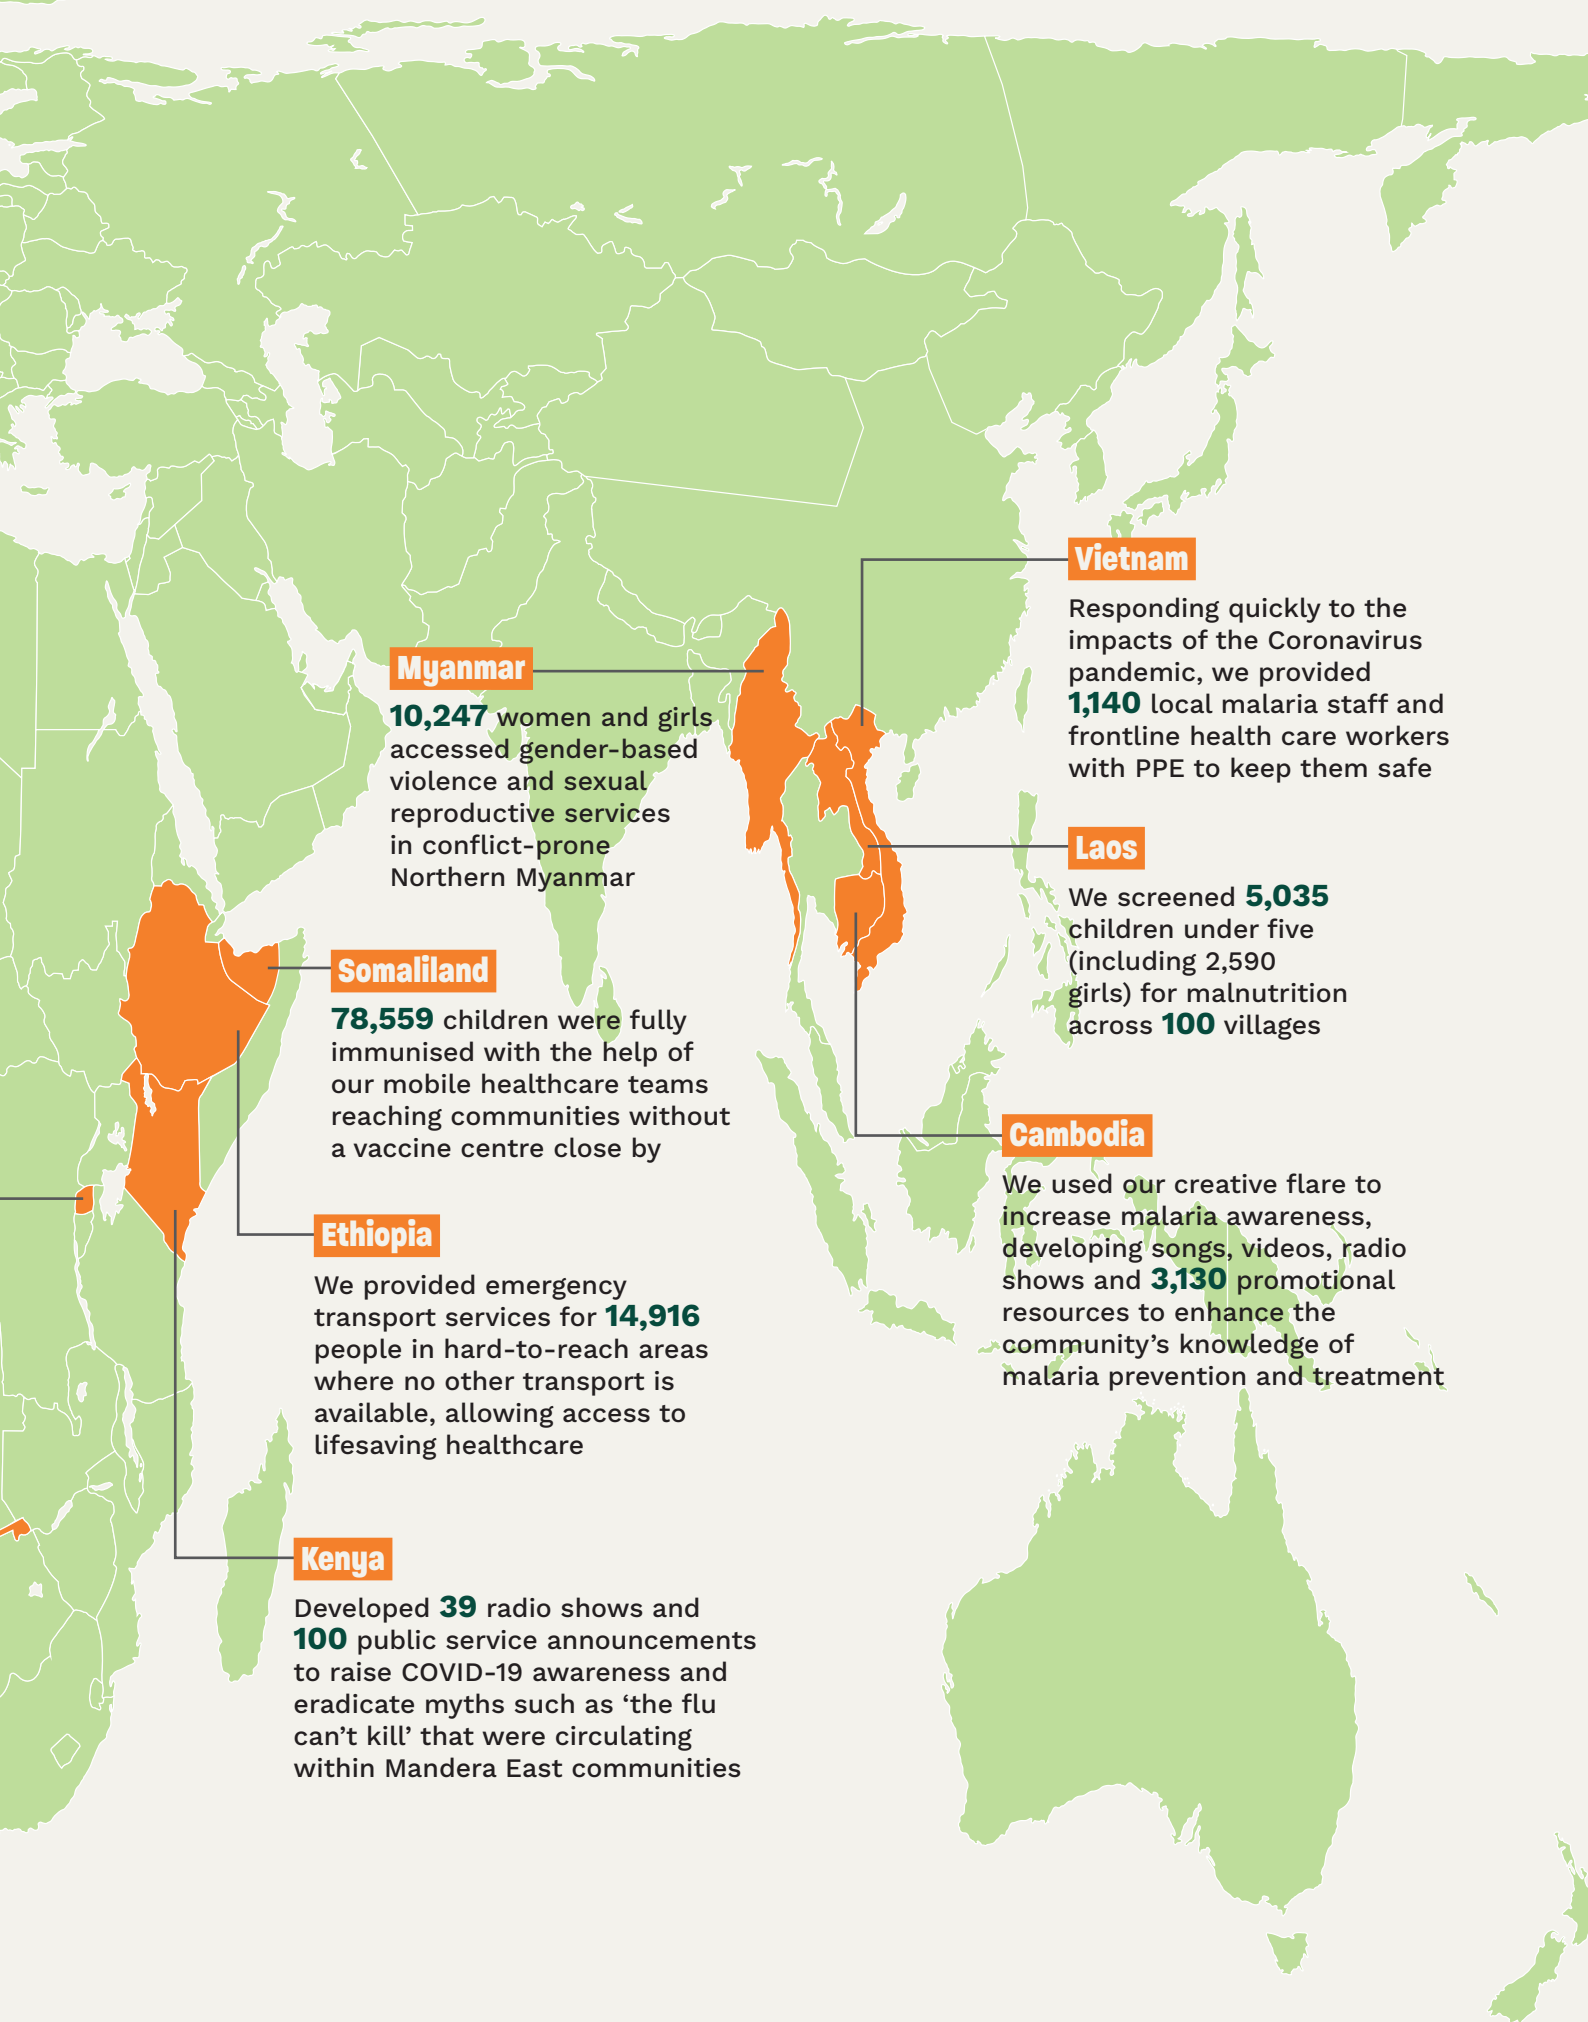 Vietnam
Responding quickly to the
impacts of the Coronavirus
pandemic, we provided
1,140 local malaria staff and
frontline health care workers
with PPE to keep them safe
Myanmar
10,247 women and girls
accessed gender-based
violence and sexual
reproductive services
in conflict-prone
Northern Myanmar
Laos
We screened 5,035
children under five
(including 2,590
girls) for malnutrition
across 100 villages
Somaliland
78,559 children were fully
immunised with the help of
our mobile healthcare teams
reaching communities without
a vaccine centre close by
Cambodia
We used our creative flare to
increase malaria awareness,
developing songs, videos, radio
shows and 3,130 promotional
resources to enhance the
community’s knowledge of
malaria prevention and treatment
Ethiopia
We provided emergency
transport services for 14,916
people in hard-to-reach areas
where no other transport is
available, allowing access to
lifesaving healthcare
Kenya
Developed 39 radio shows and
100 public service announcements
to raise COVID-19 awareness and
eradicate myths such as ‘the flu
can’t kill’ that were circulating
within Mandera East communities